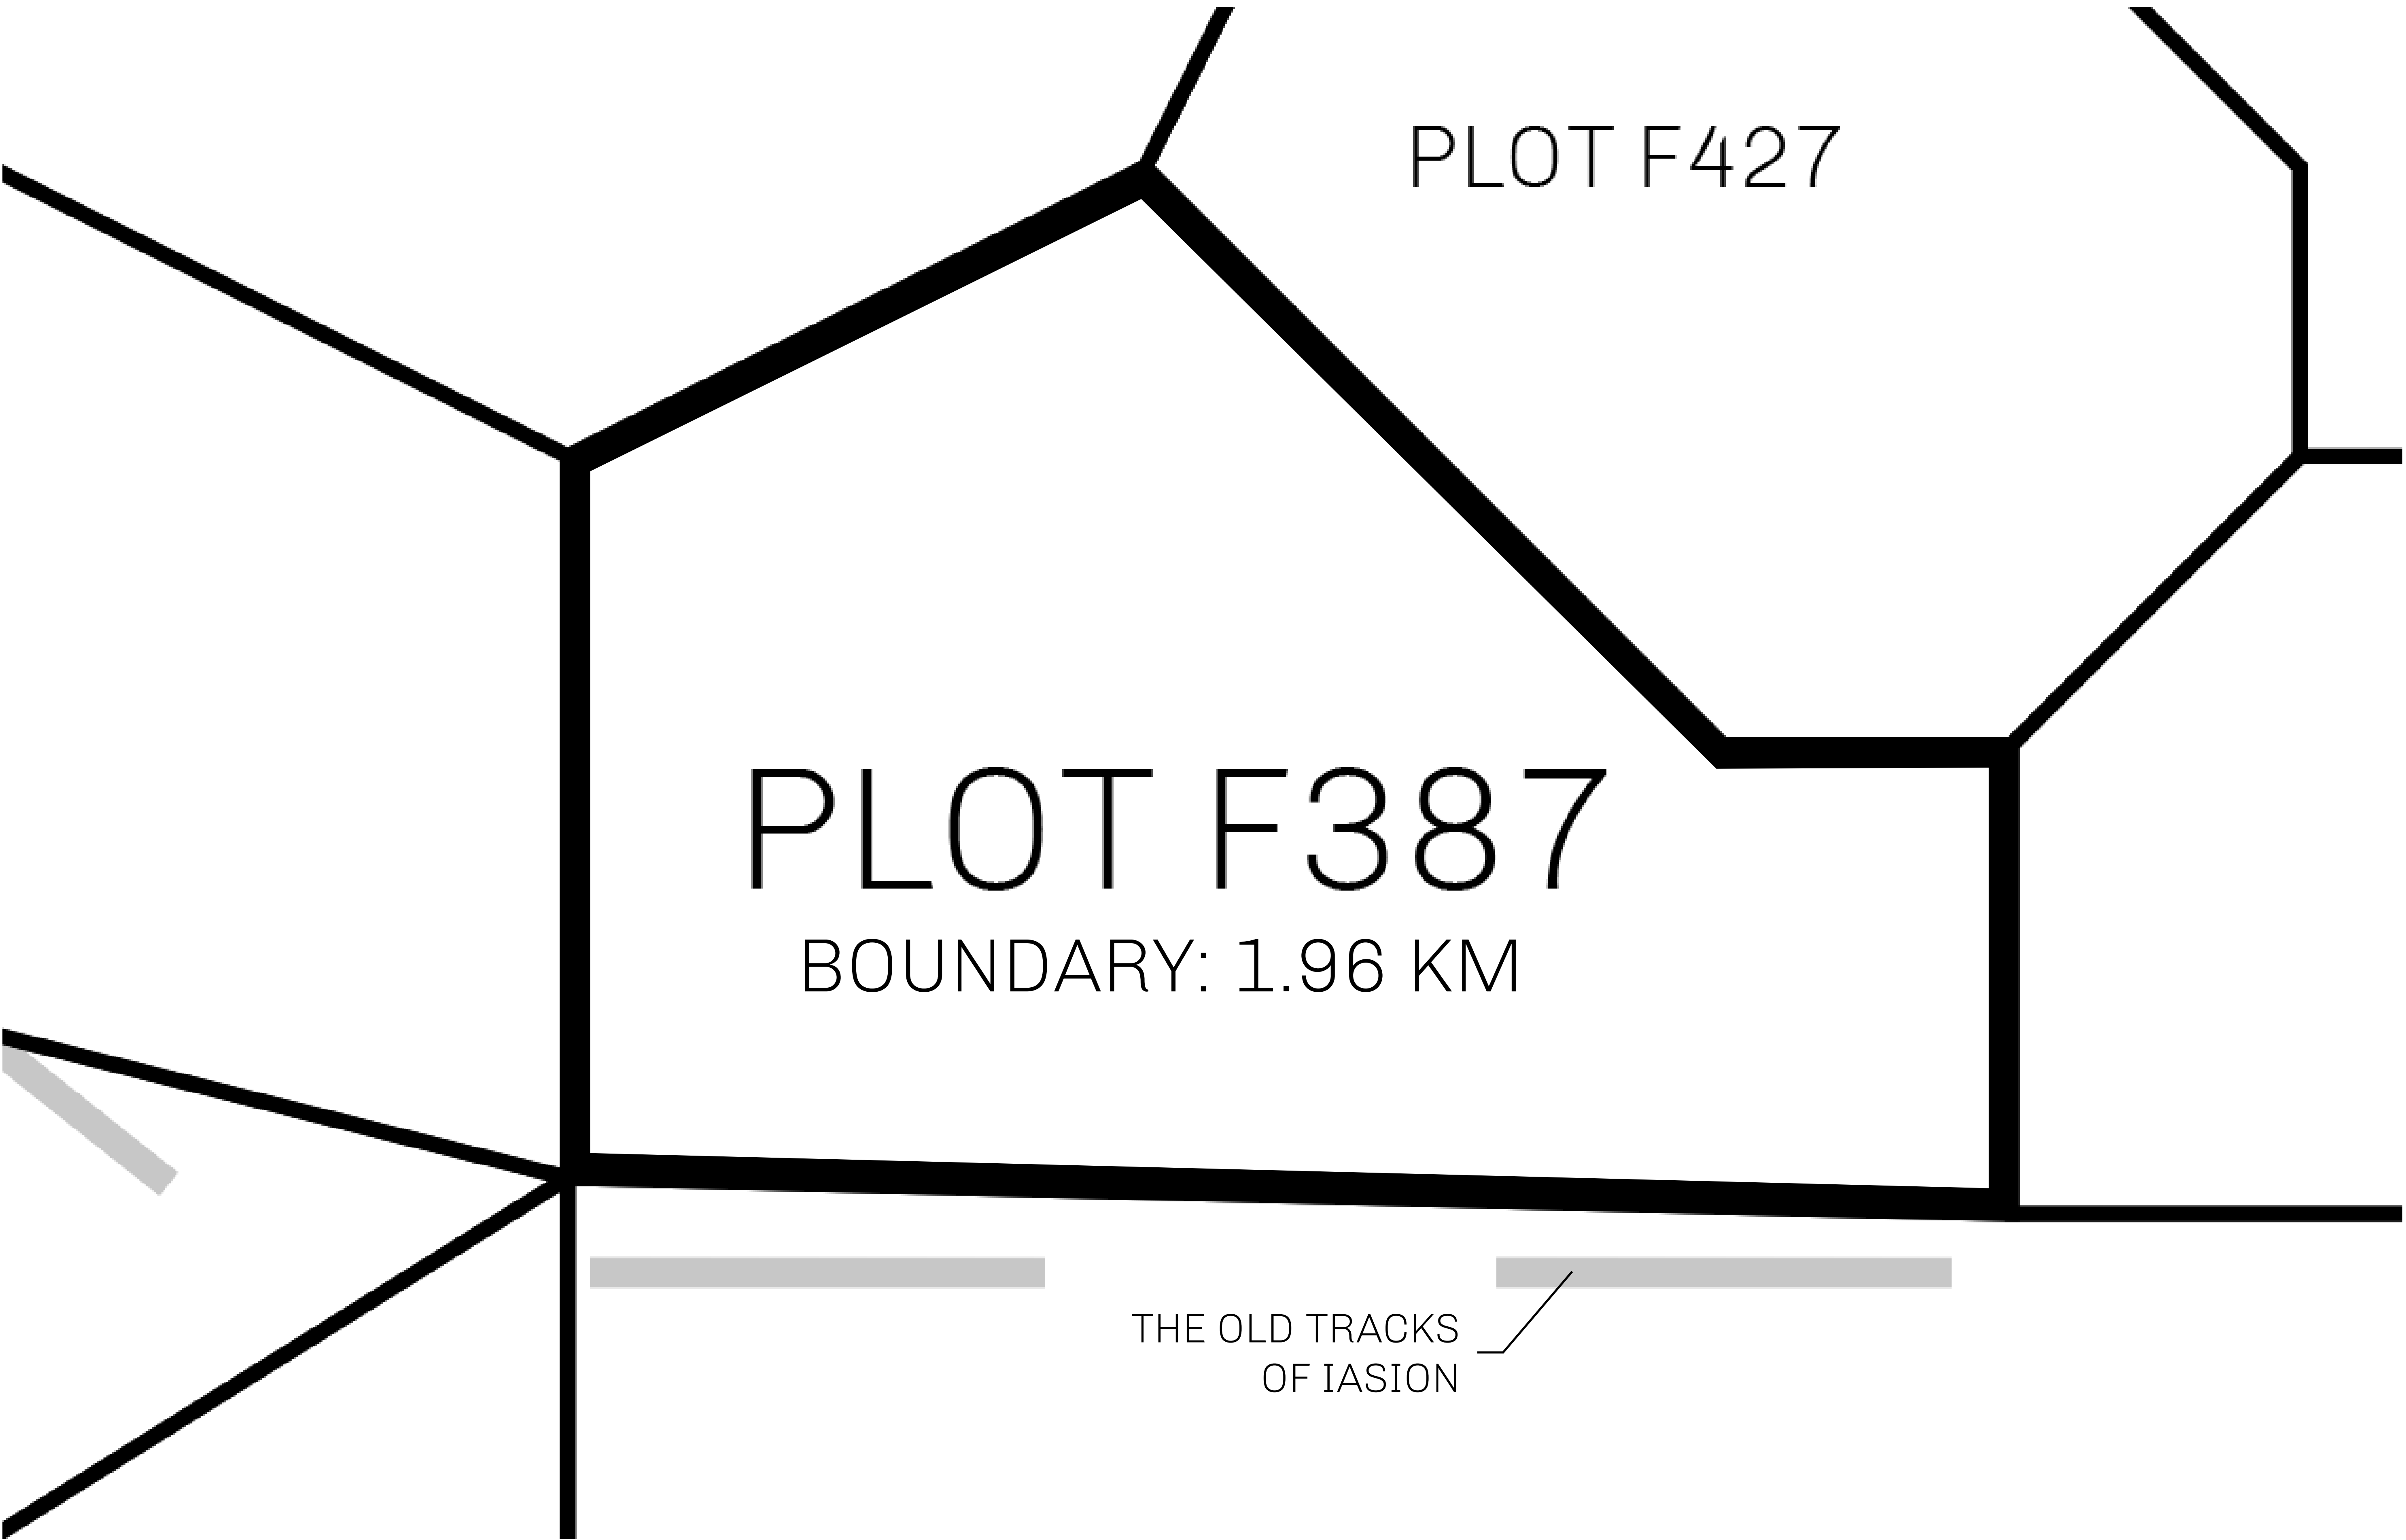 PLOT F427
PLOT F387
BOUNDARY: 1.96 KM
THE OLD TRACKS
OF IASION